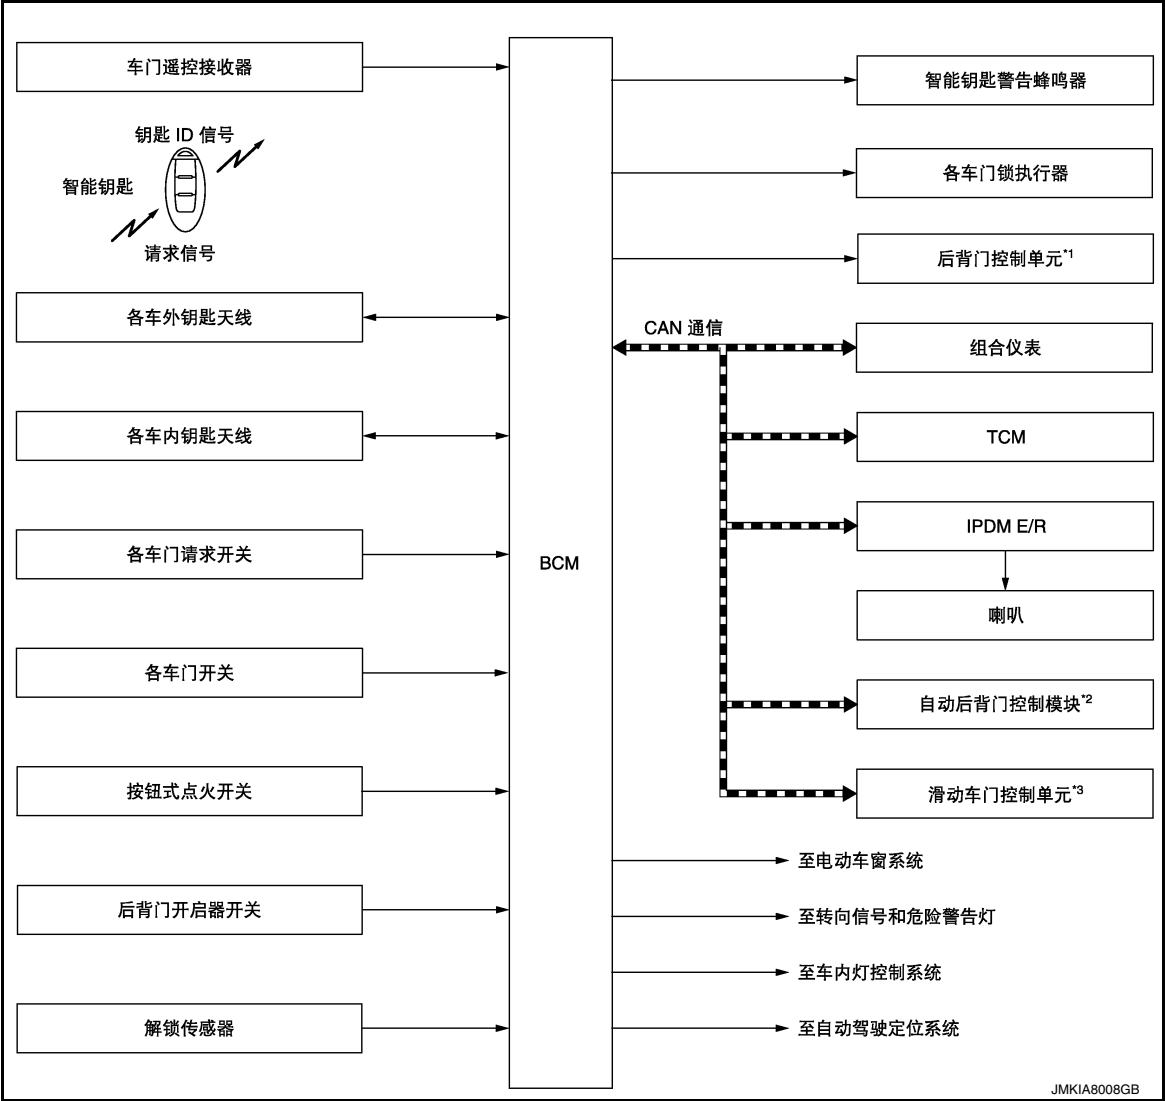 车门遥控接收器
钥匙 ID 信号
智能钥匙
请求信号
各车外钥匙天线
各车内钥匙天线
各车门请求开关
各车门开关
按钮式点火开关
后背门开启器开关
解锁传感器
BCM
智能钥匙警告蜂鸣器
各车门锁执行器
后背门控制单元*1
CAN 通信
组合仪表
TCM
IPDM E/R
喇叭
自动后背门控制模块*2
滑动车门控制单元*3
至电动车窗系统
至转向信号和危险警告灯
至车内灯控制系统
至自动驾驶定位系统
JMKIA8008GB